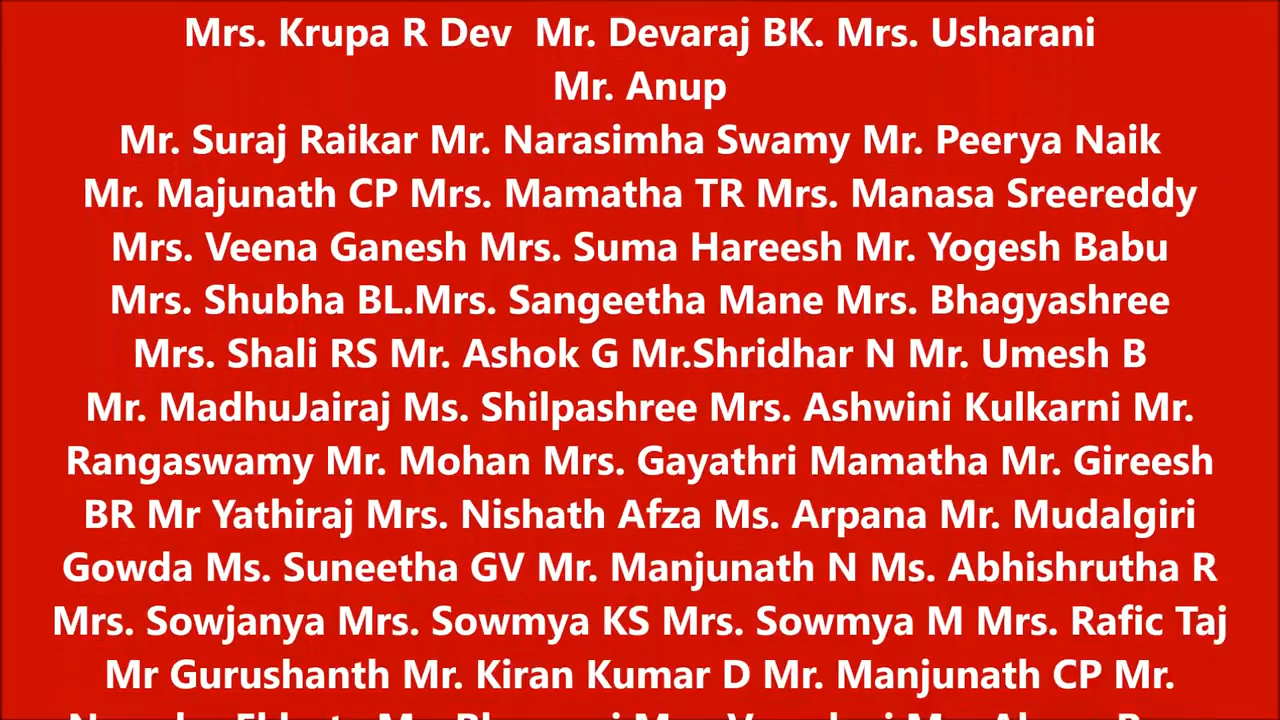 Mrs. Krupa R Dev  Mr. Devaraj BK. Mrs. Usharani
Mr. Anup
Mr. Suraj Raikar Mr. Narasimha Swamy Mr. Peerya Naik
Mr. Majunath CP Mrs. Mamatha TR Mrs. Manasa Sreereddy
Mrs. Veena Ganesh Mrs. Suma Hareesh Mr. Yogesh Babu
Mrs. Shubha BL.Mrs. Sangeetha Mane Mrs. Bhagyashree
Mrs. Shali RS Mr. Ashok G Mr.Shridhar N Mr. Umesh B
Mr. MadhuJairaj Ms. Shilpashree Mrs. Ashwini Kulkarni Mr.
Rangaswamy Mr. Mohan Mrs. Gayathri Mamatha Mr. Gireesh
BR Mr Yathiraj Mrs. Nishath Afza Ms. Arpana Mr. Mudalgiri
Gowda Ms. Suneetha GV Mr. Manjunath N Ms. Abhishrutha R
Mrs. Sowjanya Mrs. Sowmya KS Mrs. Sowmya M Mrs. Rafic Taj
Mr Gurushanth Mr. Kiran Kumar D Mr. Manjunath CP Mr.